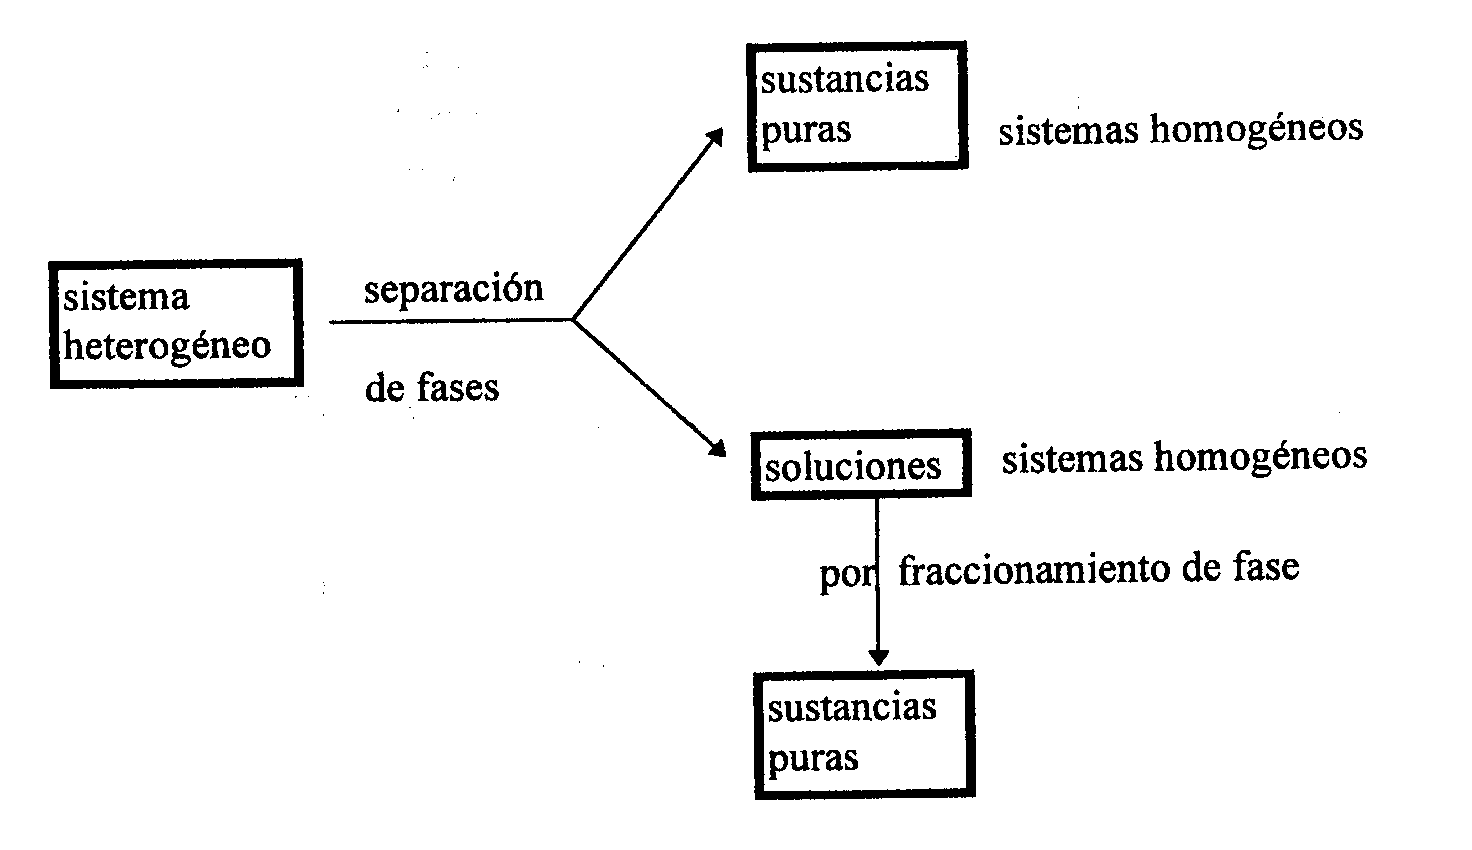 sustancias
puras
sistemas homogéneos
sistema
heterogéneo
separación
de fases
soluciones
sistemas homogéneos
por fraccionamiento de fase
sustancias
puras